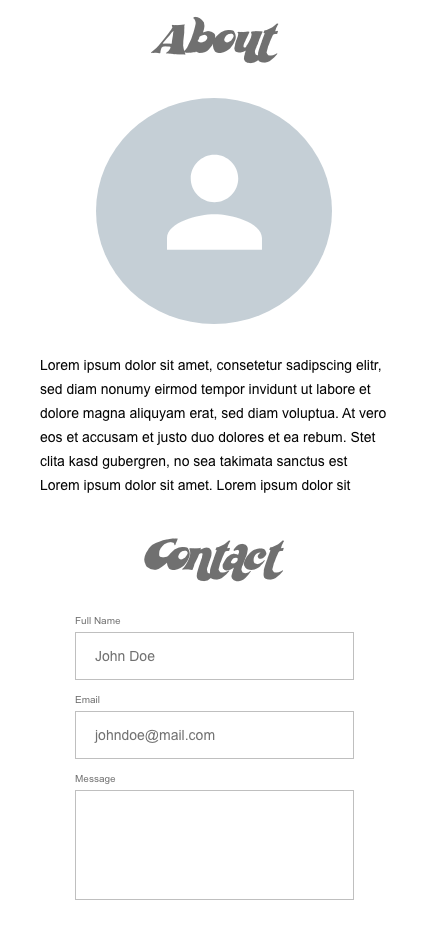 About
Lorem ipsum dolor sit amet, consetetur sadipscing elitr,
sed diam nonumy eirmod tempor invidunt ut labore et
dolore magna aliquyam erat, sed diam voluptua. At vero
eos et accusam et justo duo dolores et ea rebum. Stet
clita kasd gubergren, no sea takimata sanctus est
Lorem ipsum dolor sit amet. Lorem ipsum dolor sit
Contact
Full Name
John Doe
Email
johndoe@mail.com
Message